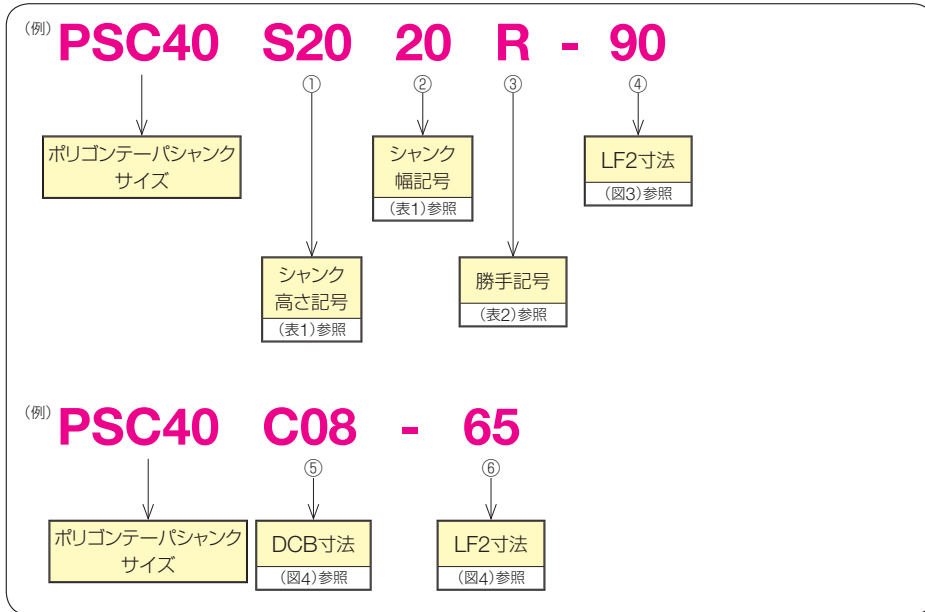 (例) PSC40 S20 20 R - 90
① ② ③ ④
ポリゴンテーパシャンク
サイズ
シャンク
幅記号
(表1)参照
LF2寸法
(図3)参照
シャンク
高さ記号
(表1)参照
勝手記号
(表2)参照
(例) PSC40 C08 - 65
⑤ ⑥
ポリゴンテーパシャンク
サイズ
DCB寸法
(図4)参照
LF2寸法
(図4)参照